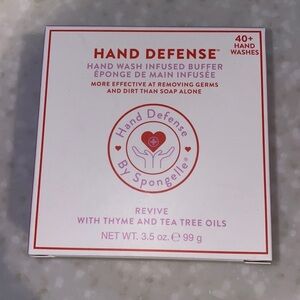 40+
HAND
WASHES
HAND DEFENSE™
HAND WASH INFUSED BUFFER
ÉPONGE DE MAIN INFUSÉE
MORE EFFECTIVE AT REMOVING GERMS
AND DIRT THAN SOAP ALONE
Hand Defense
By Spongellé®
REVIVE
WITH THYME AND TEA TREE OILS
NET WT. 3.5 oz. ℮ 99 g